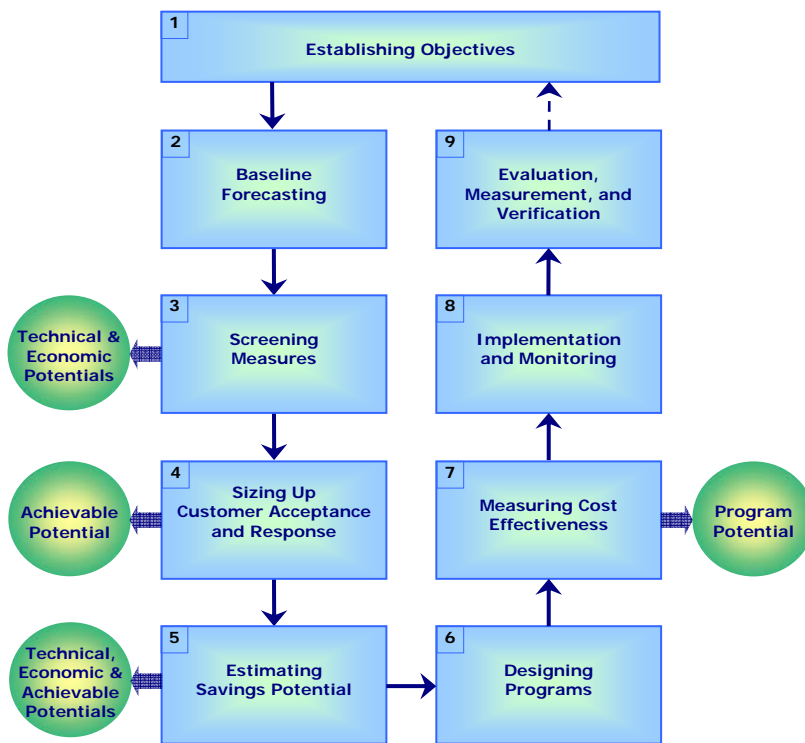 1
Establishing Objectives
2
Baseline
Forecasting
9
Evaluation,
Measurement, and
Verification
3
Screening
Measures
Technical &
Economic
Potentials
8
Implementation
and Monitoring
4
Sizing Up
Customer Acceptance
and Response
Achievable
Potential
7
Measuring Cost
Effectiveness
Program
Potential
5
Estimating
Savings Potential
Technical,
Economic &
Achievable
Potentials
6
Designing
Programs